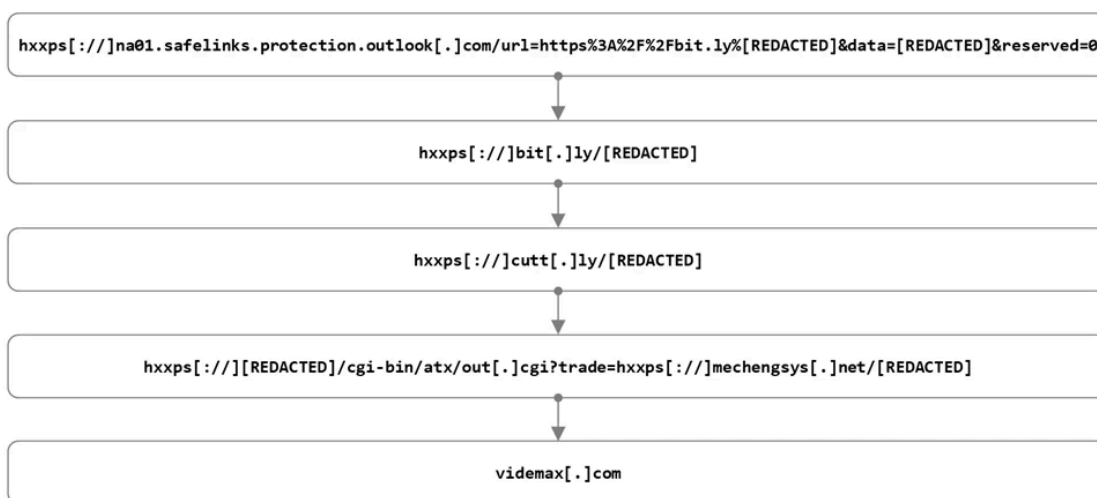 hxxps[://]na01.safelinks.protection.outlook[.]com/url=https%3A%2F%2Fbit.ly%[REDACTED]&data=[REDACTED]&reserved=0
hxxps[://]bit[.]ly/[REDACTED]
hxxps[://]cutt[.]ly/[REDACTED]
hxxps[://][REDACTED]/cgi-bin/atx/out[.]cgi?trade=hxxps[://]mechengsys[.]net/[REDACTED]
videmax[.]com